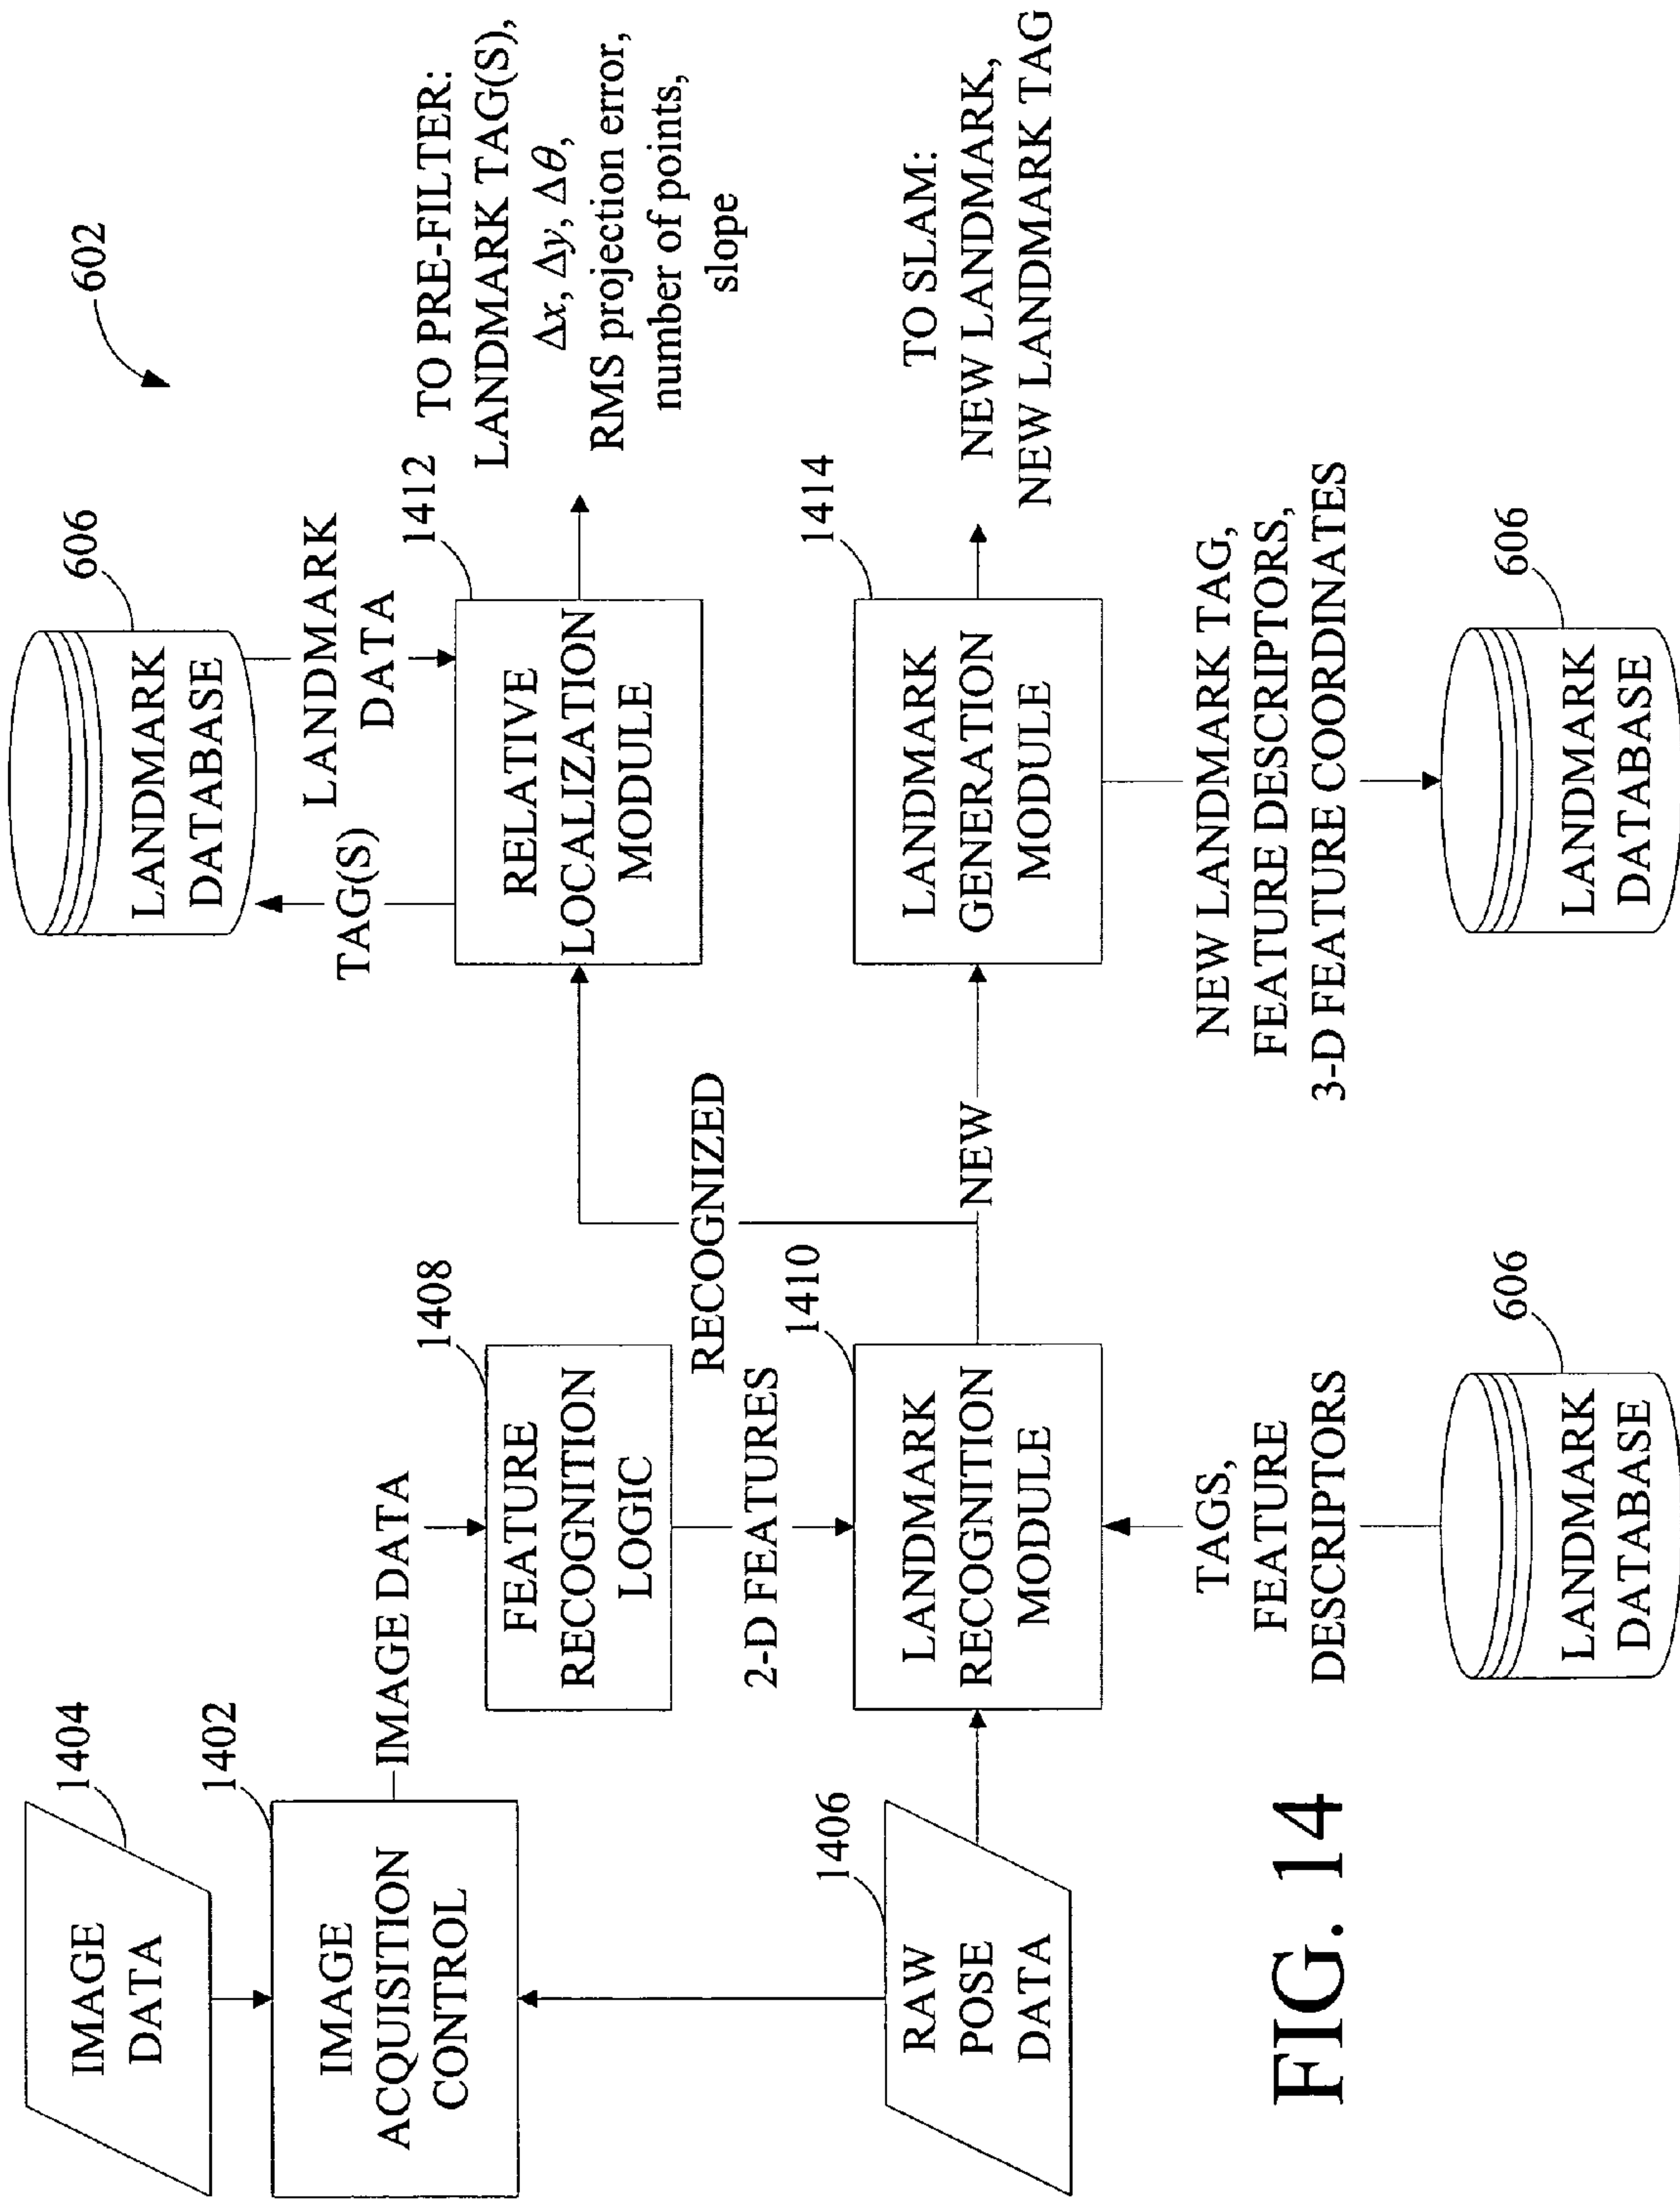 602
IMAGE
DATA
1404
1402
IMAGE
ACQUISITION
CONTROL
IMAGE DATA
1408
FEATURE
RECOGNITION
LOGIC
2-D FEATURES
RAW
POSE
DATA
1406
1410
LANDMARK
RECOGNITION
MODULE
TAGS,
FEATURE
DESCRIPTORS
LANDMARK
DATABASE
606
RECOGNIZED
NEW
LANDMARK
DATABASE
606
TAG(S)
LANDMARK
DATA
1412
RELATIVE
LOCALIZATION
MODULE
TO PRE-FILTER:
LANDMARK TAG(S),
Δx, Δy, Δθ,
RMS projection error,
number of points,
slope
1414
LANDMARK
GENERATION
MODULE
TO SLAM:
NEW LANDMARK,
NEW LANDMARK TAG
NEW LANDMARK TAG,
FEATURE DESCRIPTORS,
3-D FEATURE COORDINATES
LANDMARK
DATABASE
606
FIG. 14